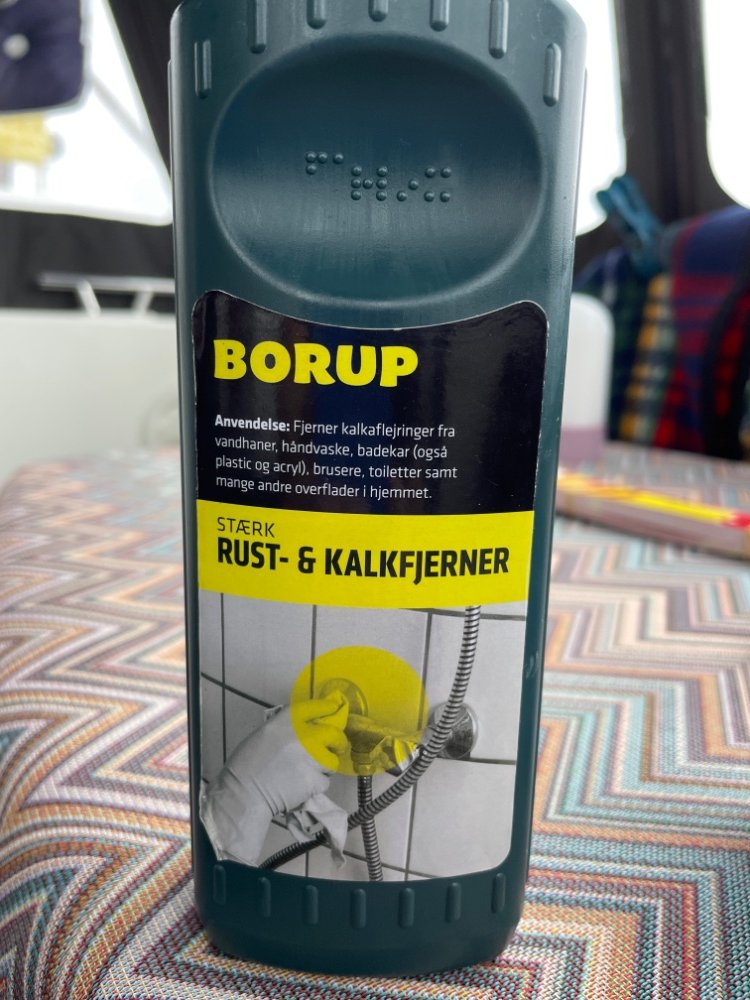 BORUP
Anvendelse: Fjerner kalkaflejringer fra
vandhaner, håndvaske, badekar (også
plastic og acryl), brusere, toiletter samt
mange andre overflader i hjemmet.
STÆRK
RUST- & KALKFJERNER